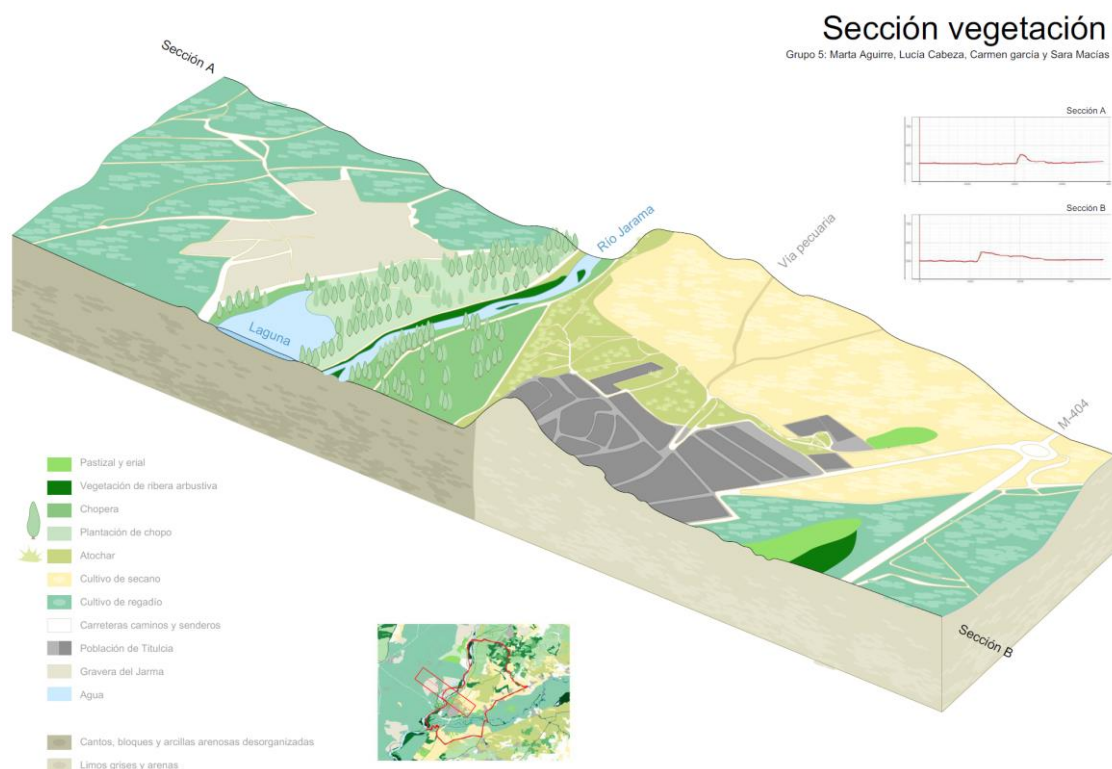 Sección vegetación
Grupo 5: Marta Aguirre, Lucía Cabeza, Carmen garcía y Sara Macías
Sección A
Sección A
Sección B
Río Jarama
Vía pecuaria
Laguna
M-404
Sección B
Pastizal y erial
Vegetación de ribera arbustiva
Chopera
Plantación de chopo
Atochar
Cultivo de secano
Cultivo de regadío
Carreteras caminos y senderos
Población de Titulcia
Gravera del Jarma
Agua
Cantos, bloques y arcillas arenosas desorganizadas
Limos grises y arenas